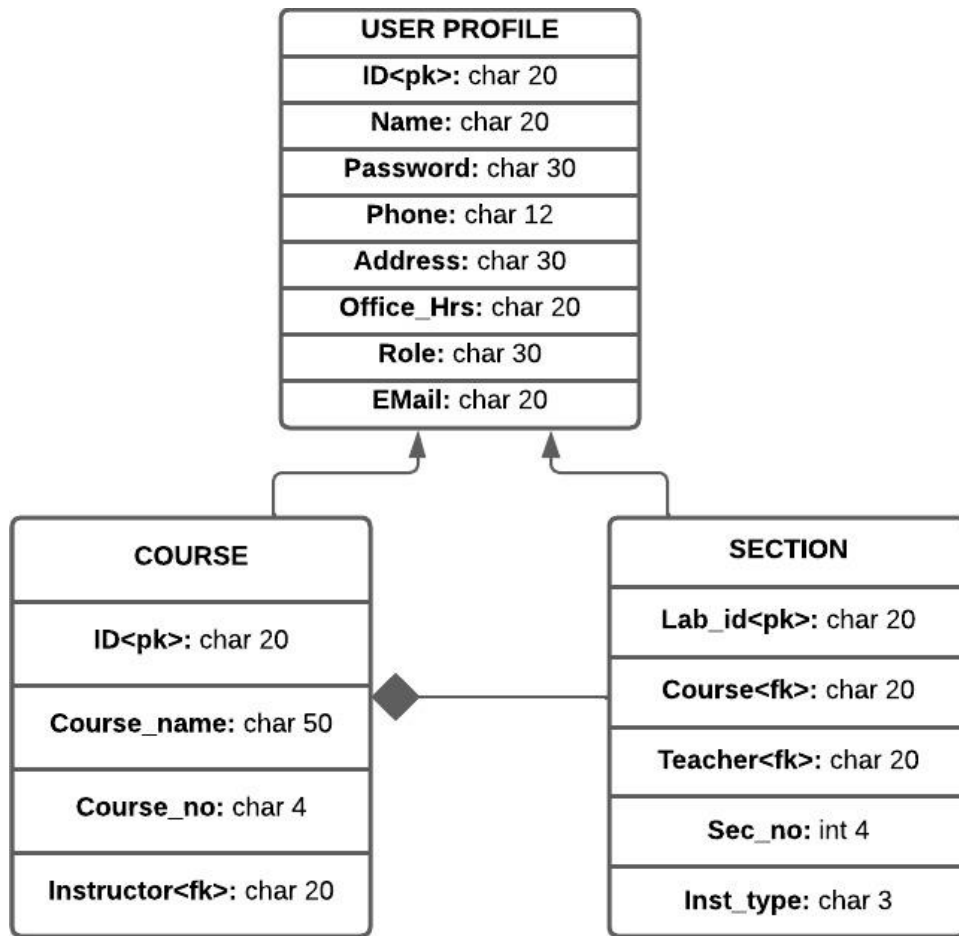 USER PROFILE
ID<pk>: char 20
Name: char 20
Password: char 30
Phone: char 12
Address: char 30
Office_Hrs: char 20
Role: char 30
EMail: char 20
COURSE
ID<pk>: char 20
Course_name: char 50
Course_no: char 4
Instructor<fk>: char 20
SECTION
Lab_id<pk>: char 20
Course<fk>: char 20
Teacher<fk>: char 20
Sec_no: int 4
Inst_type: char 3